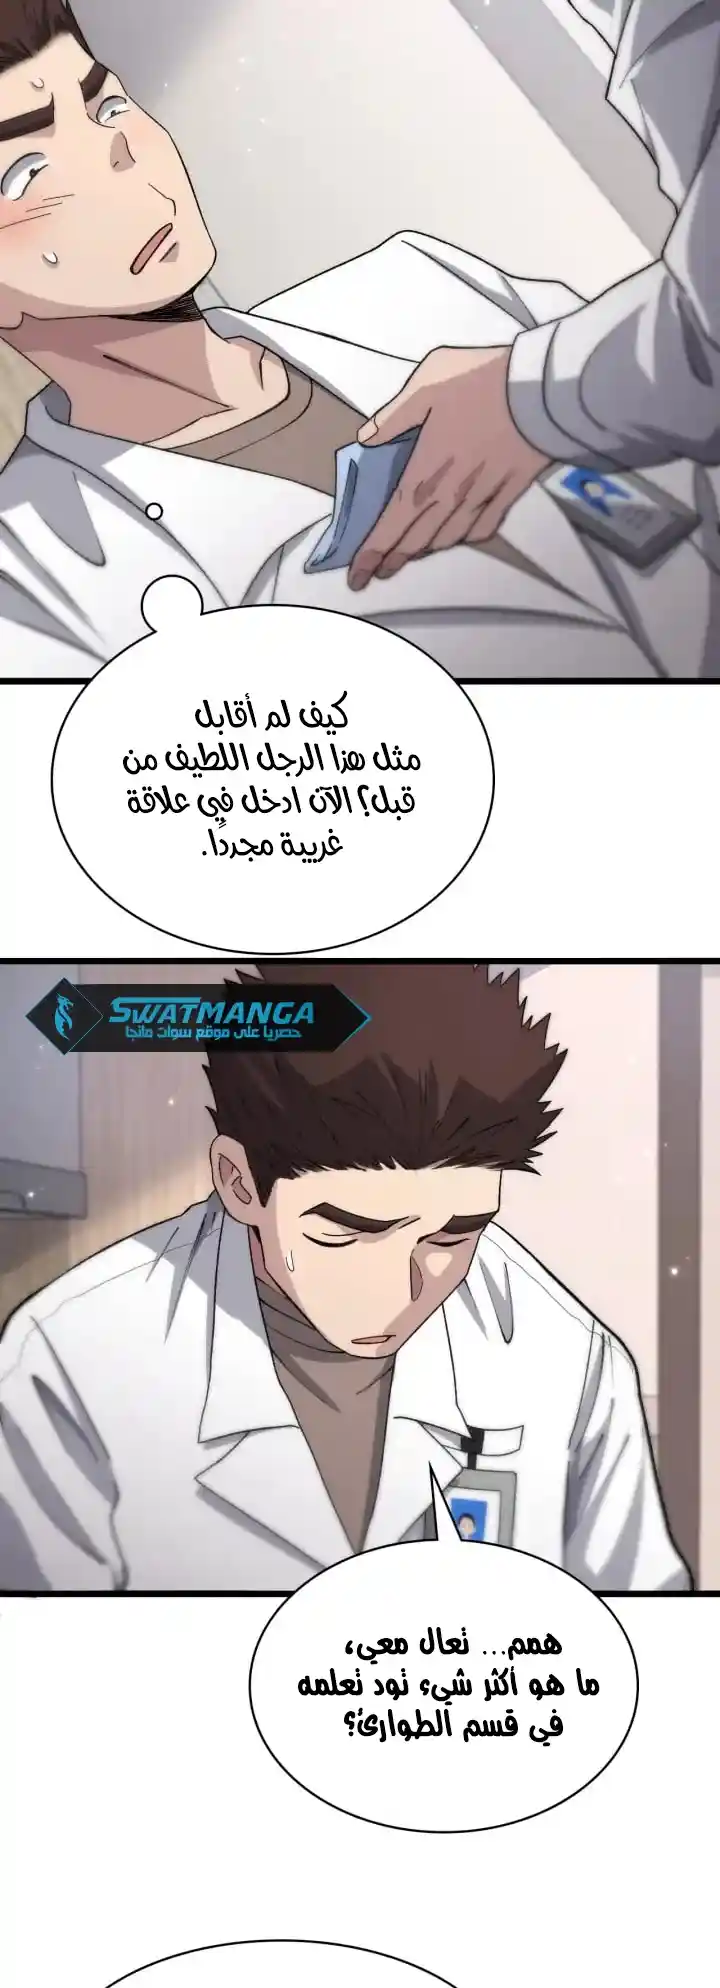 كيف لم أقابل
مثل هذا الرجل اللطيف من
قبل؟ الآن ادخل في علاقة
غريبة مجددًا.
SWATMANGA
حصريا على موقع سوات مانجا
همم... تعال معي،
ما هو أكثر شيء تود تعلمه
في قسم الطوارئ؟